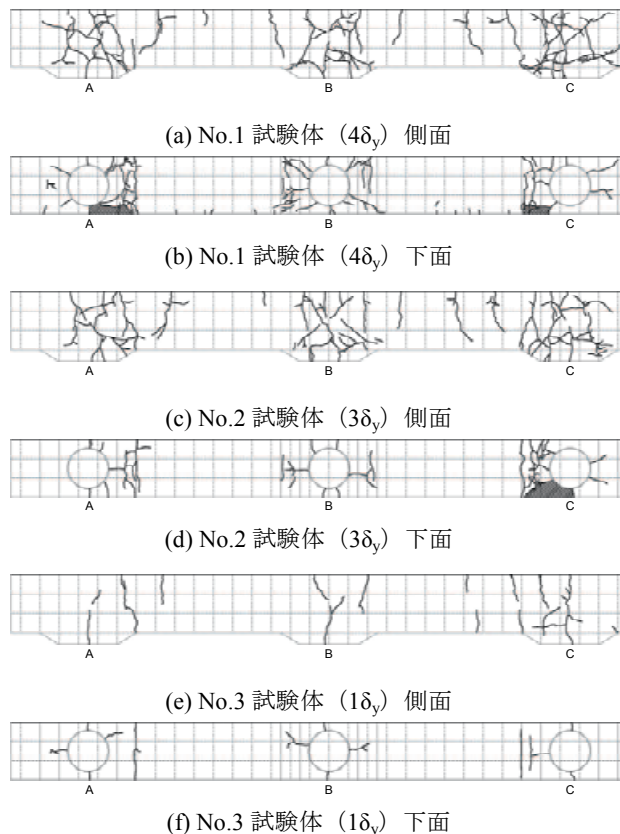 A B C
(a) No.1 試験体（4δy）側面
A B C
(b) No.1 試験体（4δy）下面
A B C
(c) No.2 試験体（3δy）側面
A B C
(d) No.2 試験体（3δy）下面
A B C
(e) No.3 試験体（1δy）側面
A B C
(f) No.3 試験体（1δy）下面